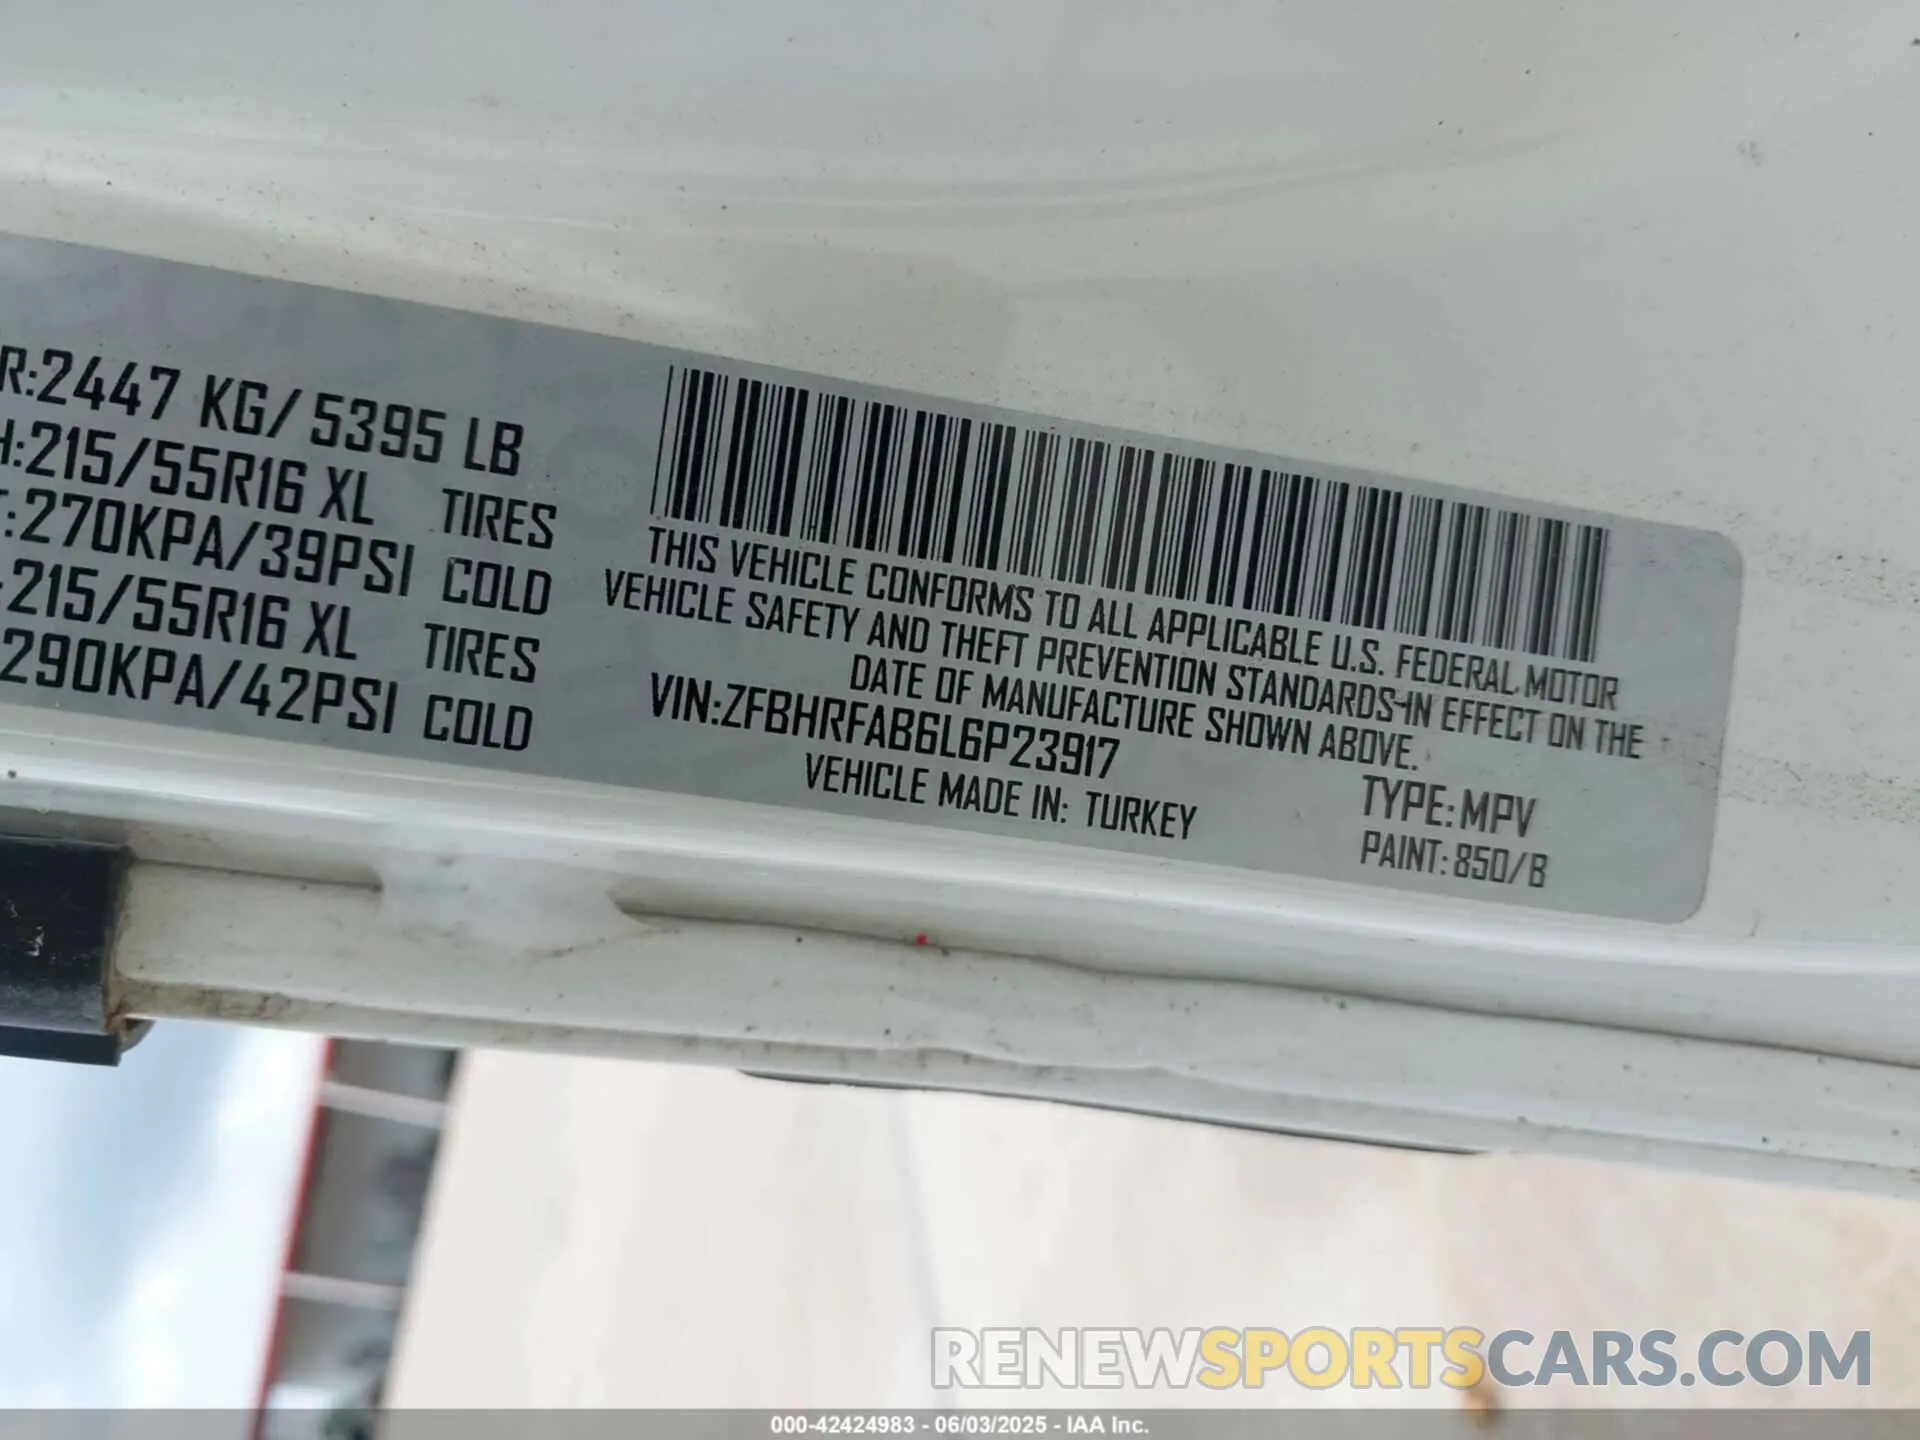 R:2447 KG/ 5395 LB
H:215/55R16 XL TIRES
:270KPA/39PSI COLD
:215/55R16 XL TIRES
290KPA/42PSI COLD
THIS VEHICLE CONFORMS TO ALL APPLICABLE U.S. FEDERAL MOTOR
VEHICLE SAFETY AND THEFT PREVENTION STANDARDS IN EFFECT ON THE
DATE OF MANUFACTURE SHOWN ABOVE.
VIN:ZFBHRFAB6L6P23917
TYPE: MPV
VEHICLE MADE IN: TURKEY
PAINT: 850/B
RENEWSPORTSCARS.COM
000-42424983 - 06/03/2025 - IAA Inc.